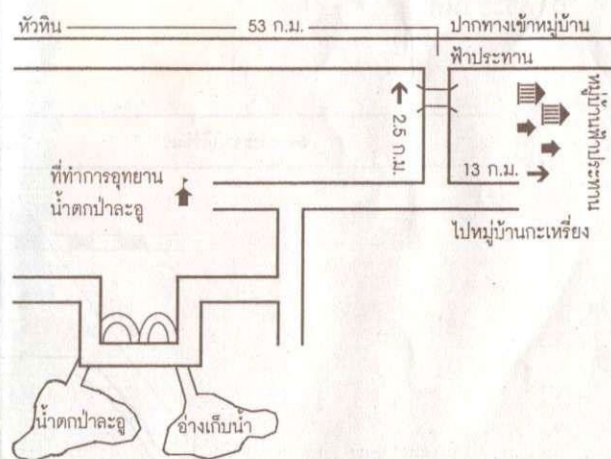 หัวหิน
53 ก.ม.
ปากทางเข้าหมู่บ้าน
ฟ้าประทาน
2.5 ก.ม.
13 ก.ม.
หมู่บ้านฟ้าประทาน
ที่ทำการอุทยาน
น้ำตกป่าละอู
ไปหมู่บ้านกะเหรี่ยง
น้ำตกป่าละอู
อ่างเก็บน้ำ